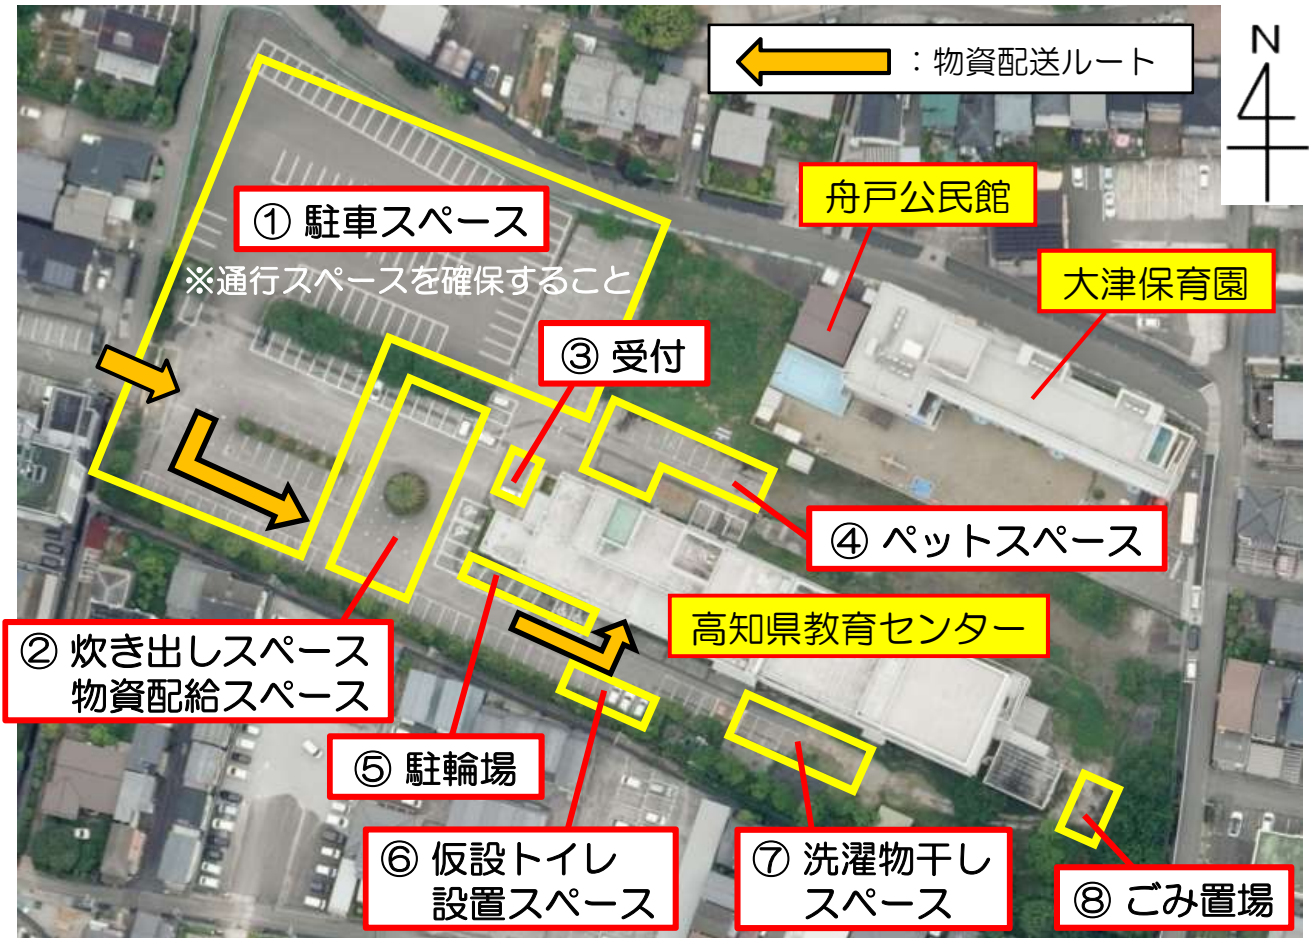 ：物資配送ルート
N
舟戸公民館
① 駐車スペース
大津保育園
※通行スペースを確保すること
③ 受付
④ ペットスペース
高知県教育センター
② 炊き出しスペース
物資配給スペース
⑤ 駐輪場
⑥ 仮設トイレ
設置スペース
⑦ 洗濯物干し
スペース
⑧ ごみ置場